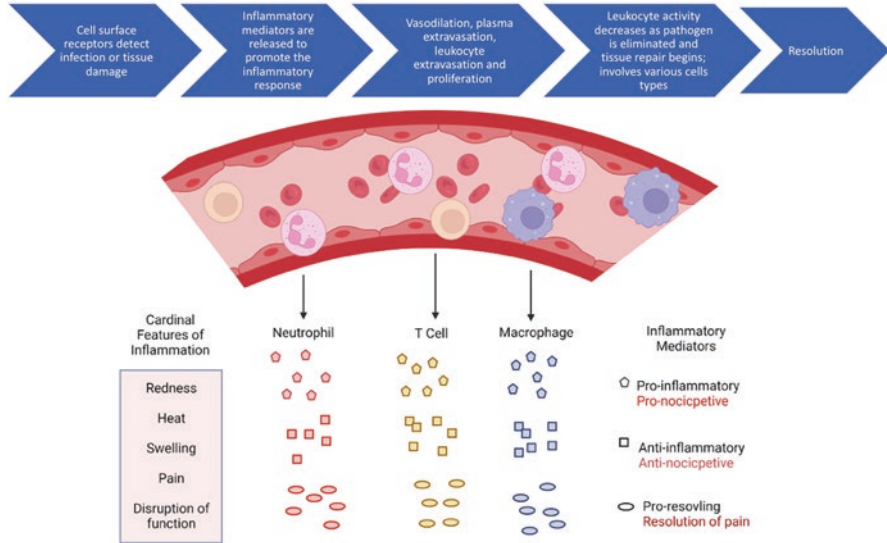 Cell surface
receptors detect
infection or tissue
damage
Inflammatory
mediators are
released to
promote the
inflammatory
response
Vasodilation, plasma
extravasation,
leukocyte
extravasation and
proliferation
Leukocyte activity
decreases as pathogen
is eliminated and
tissue repair begins;
involves various cells
types
Resolution
Cardinal
Features of
Inflammation
Redness
Heat
Swelling
Pain
Disruption of
function
Neutrophil
T Cell
Macrophage
Inflammatory
Mediators
Pro-inflammatory
Pro-nocicpetive
Anti-inflammatory
Anti-nocicpetive
Pro-resovling
Resolution of pain